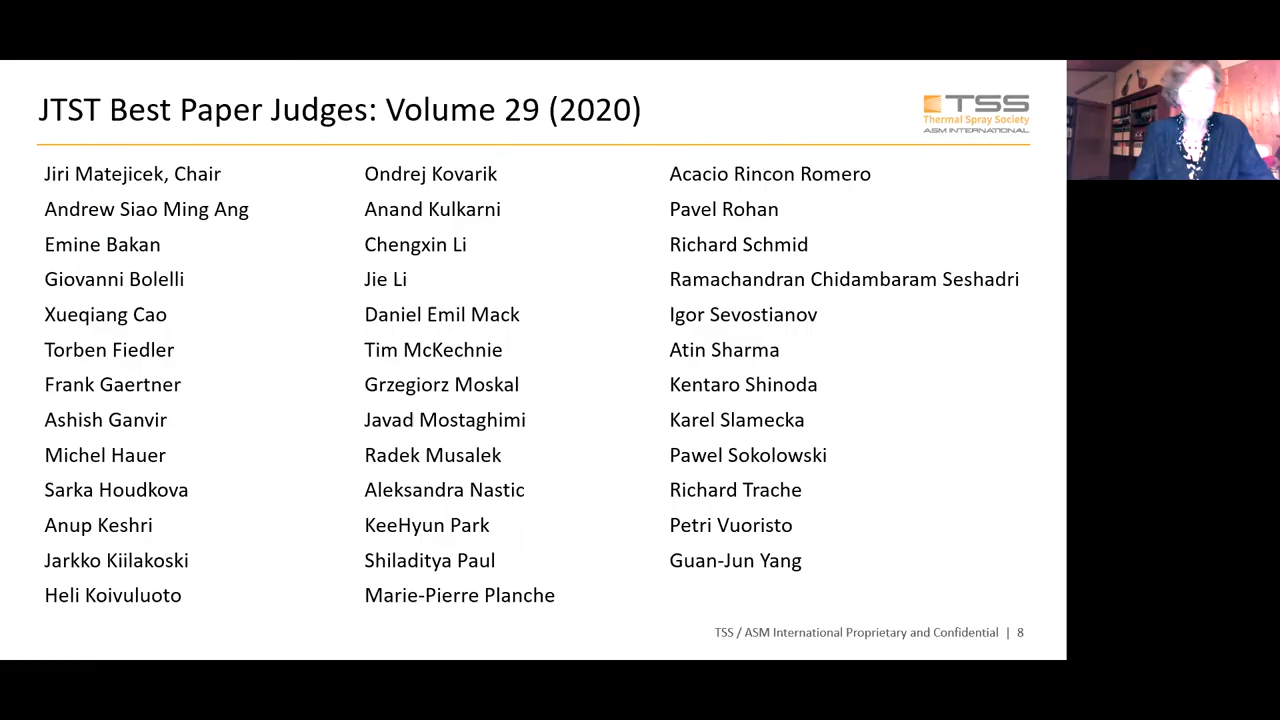 JTST Best Paper Judges: Volume 29 (2020)
TSS
Thermal Spray Society
ASM INTERNATIONAL
Jiri Matejicek, Chair
Andrew Siao Ming Ang
Emine Bakan
Giovanni Bolelli
Xueqiang Cao
Torben Fiedler
Frank Gaertner
Ashish Ganvir
Michel Hauer
Sarka Houdkova
Anup Keshri
Jarkko Kiilakoski
Heli Koivuluoto
Ondrej Kovarik
Anand Kulkarni
Chengxin Li
Jie Li
Daniel Emil Mack
Tim McKechnie
Grzegiorz Moskal
Javad Mostaghimi
Radek Musalek
Aleksandra Nastic
KeeHyun Park
Shiladitya Paul
Marie-Pierre Planche
Acacio Rincon Romero
Pavel Rohan
Richard Schmid
Ramachandran Chidambaram Seshadri
Igor Sevostianov
Atin Sharma
Kentaro Shinoda
Karel Slamecka
Pawel Sokolowski
Richard Trache
Petri Vuoristo
Guan-Jun Yang
TSS / ASM International Proprietary and Confidential | 8